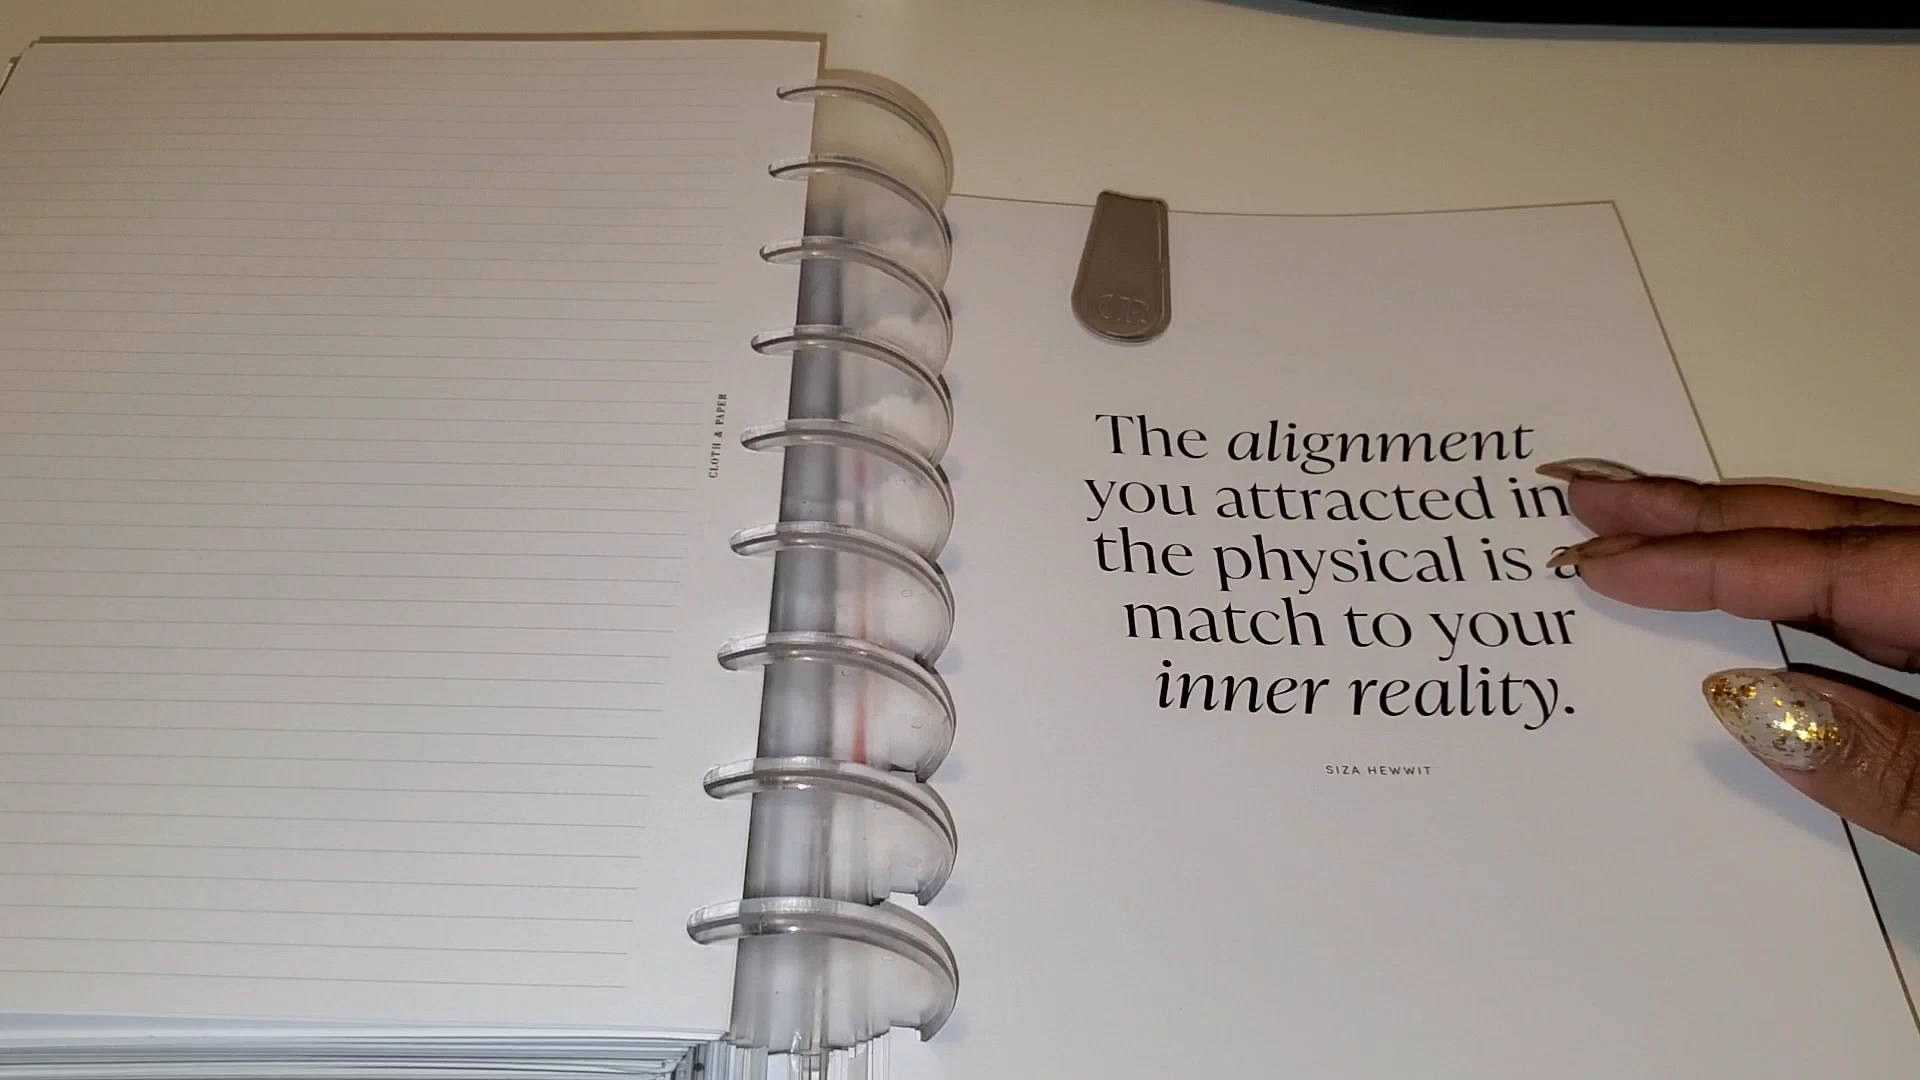 CLOTH & PAPER
The alignment
you attracted in
the physical is a
match to your
inner reality.
SIZA HEWWIT